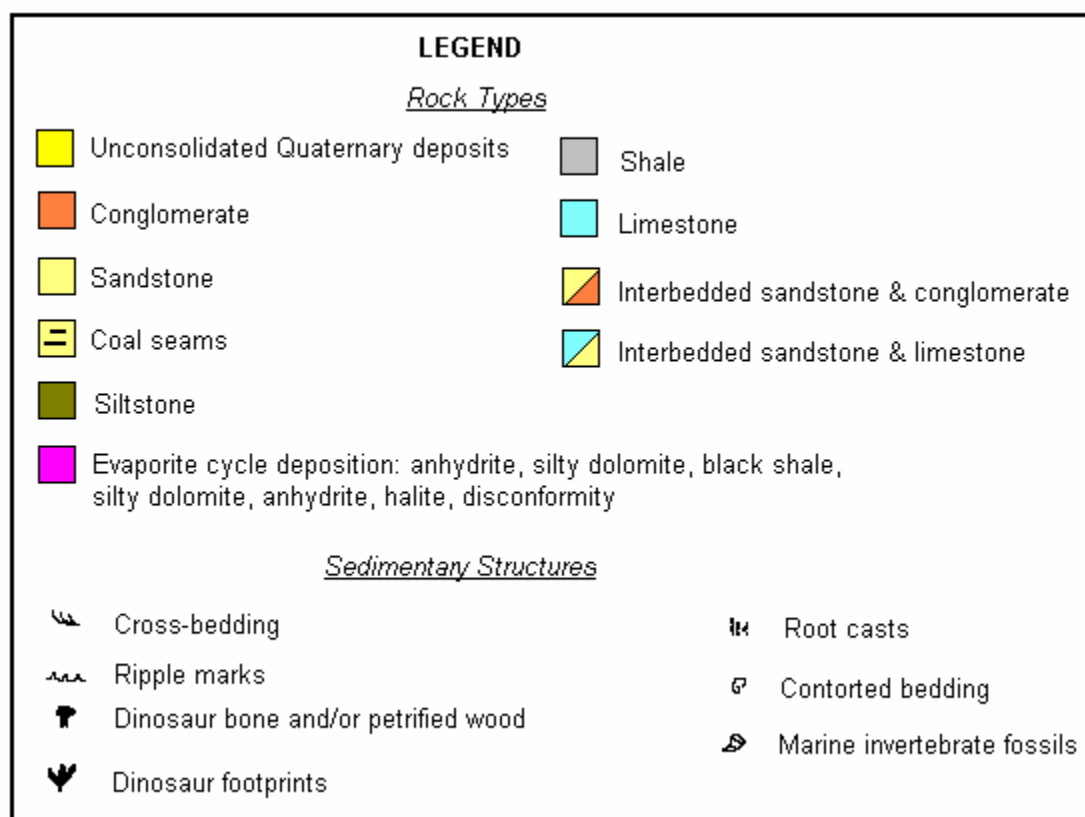 LEGEND
Rock Types
Unconsolidated Quaternary deposits
Conglomerate
Sandstone
Coal seams
Siltstone
Shale
Limestone
Interbedded sandstone & conglomerate
Interbedded sandstone & limestone
Evaporite cycle deposition: anhydrite, silty dolomite, black shale,
silty dolomite, anhydrite, halite, disconformity
Sedimentary Structures
Cross-bedding
Ripple marks
Dinosaur bone and/or petrified wood
Dinosaur footprints
Root casts
Contorted bedding
Marine invertebrate fossils